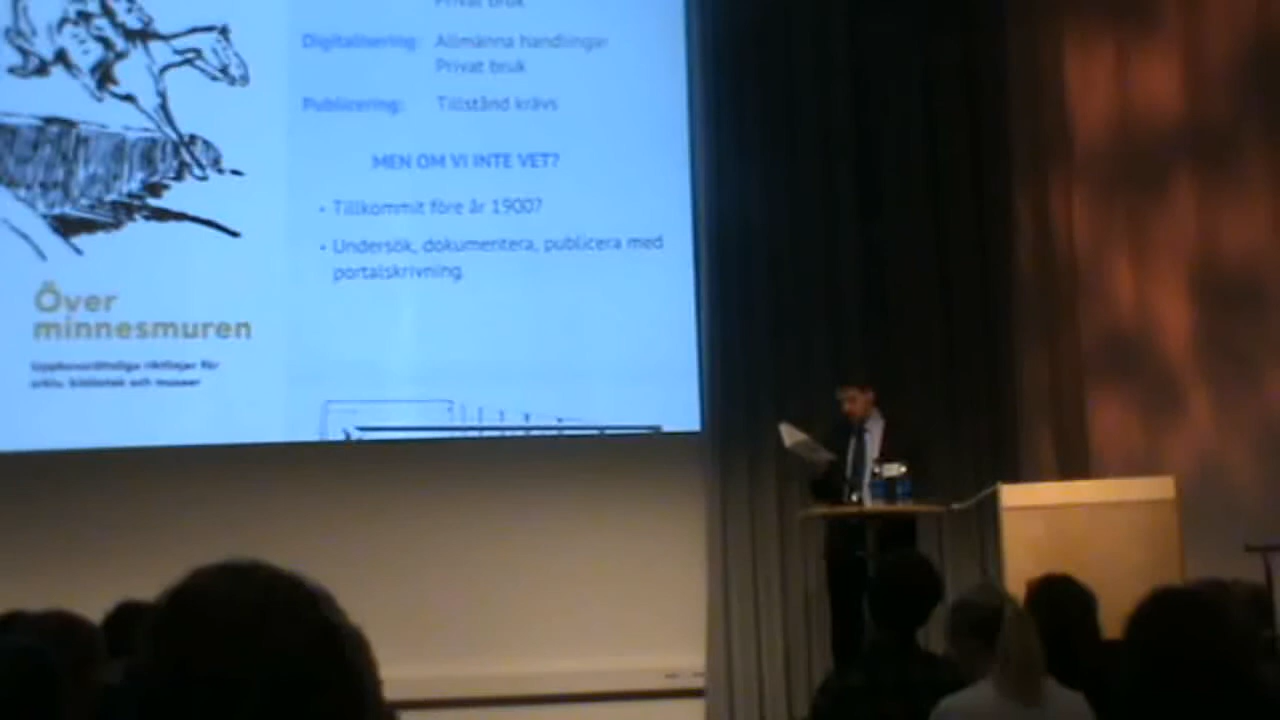 Privat bruk
Digitalisering: Allmänna handlingar
Privat bruk
Publicering: Tillstånd krävs
MEN OM VI INTE VET?
• Tillkommit före år 1900?
• Undersök, dokumentera, publicera med
portalskrivning
Över
minnesmuren
Upphovsrättsliga riktlinjer för
arkiv, bibliotek och museer